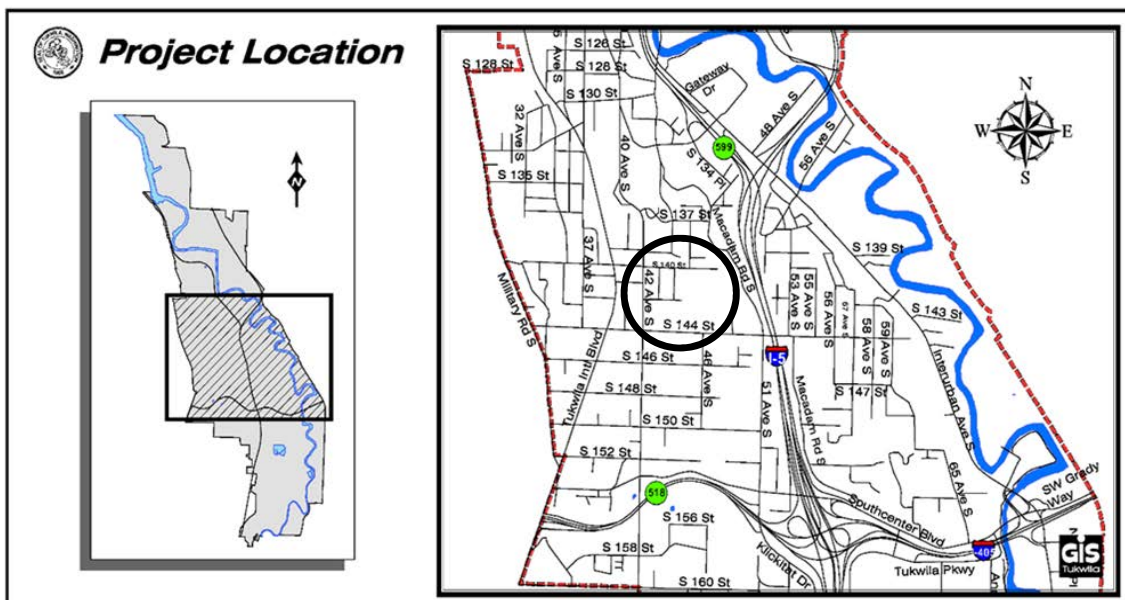 Project Location
N
N
W
E
S
S 126 St
S 128 St
S 128 St
S 130 St
Gateway
Dr
48 Ave S
56 Ave S
32 Ave S
40 Ave S
S 134 Pl
599
S 135 St
S 137 St
Macadam Rd S
S 139 St
37 Ave S
S 140 St
42 Ave S
Military Rd S
S 144 St
55 Ave S
53 Ave S
56 Ave S
57 Ave S
58 Ave S
59 Ave S
S 143 St
Interurban Ave S
Tukwila Intl Blvd
S 146 St
46 Ave S
I-5
S 148 St
51 Ave S
Macadam Rd S
S 147 St
S 150 St
S 152 St
65 Ave S
SW Grady
Way
518
Southcenter Blvd
S 156 St
S 158 St
Klickitat Dr
I-405
Tukwila Pkwy
S 160 St
GIS
Tukwila